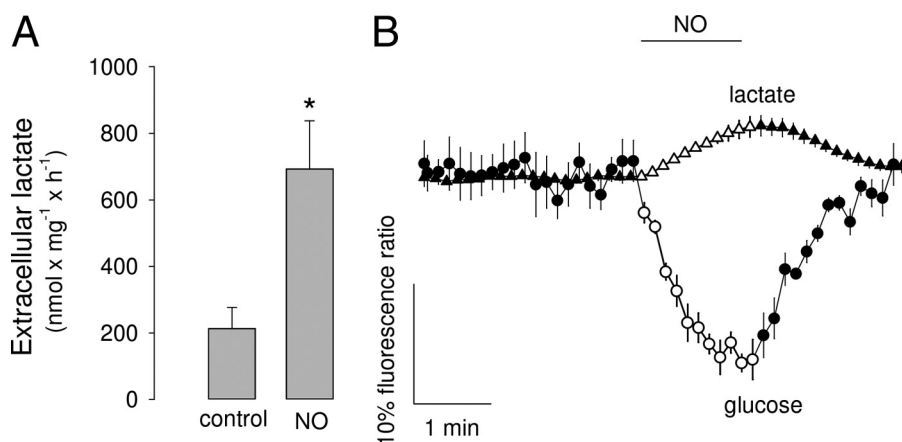 A
Extracellular lactate
(nmol x mg⁻¹ x h⁻¹)
1000
800
600
400
200
0
*
control
NO
B
NO
lactate
glucose
10% fluorescence ratio
1 min